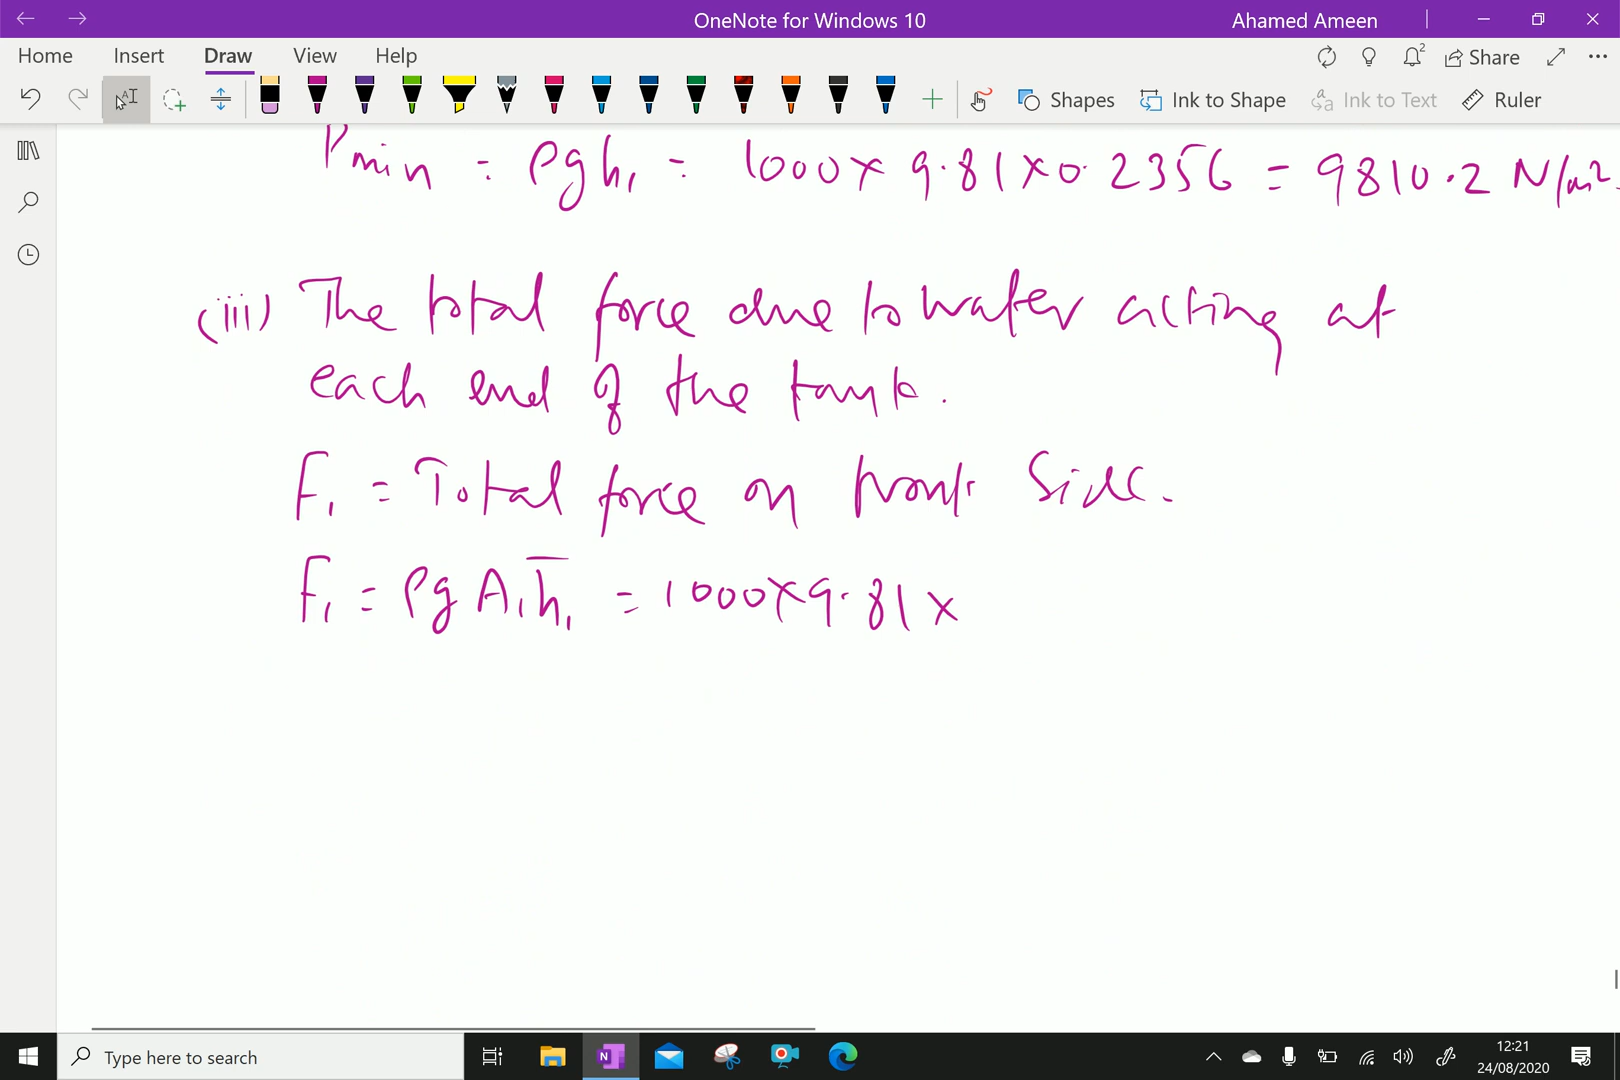 OneNote for Windows 10
Ahamed Ameen
Home Insert Draw View Help
2
Share
Shapes
Ink to Shape
Ink to Text
Ruler
Pmin = ρgh₁ = 1000 × 9.81 × 0.2356 = 9810.2 N/m².
(iii) The total force due to water acting at
each end of the tank.
F₁ = Total force on front side.
F₁ = ρg A₁h̄₁ = 1000 × 9.81 ×
Type here to search
12:21
24/08/2020